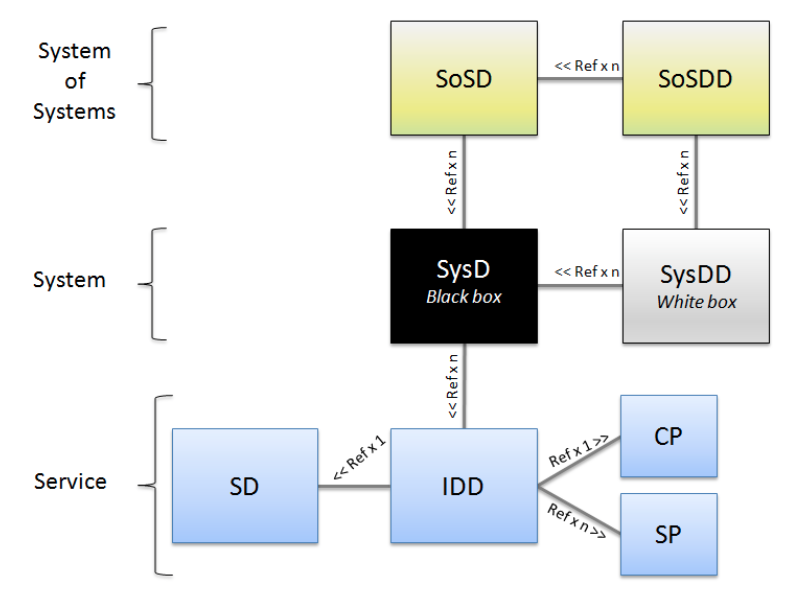 System
of
Systems
SoSD
<< Ref x n
SoSDD
<< Ref x n
<< Ref x n
System
SysD
Black box
<< Ref x n
SysDD
White box
<< Ref x n
Service
SD
<< Ref x 1
IDD
Ref x 1 >>
CP
Ref x n >>
SP